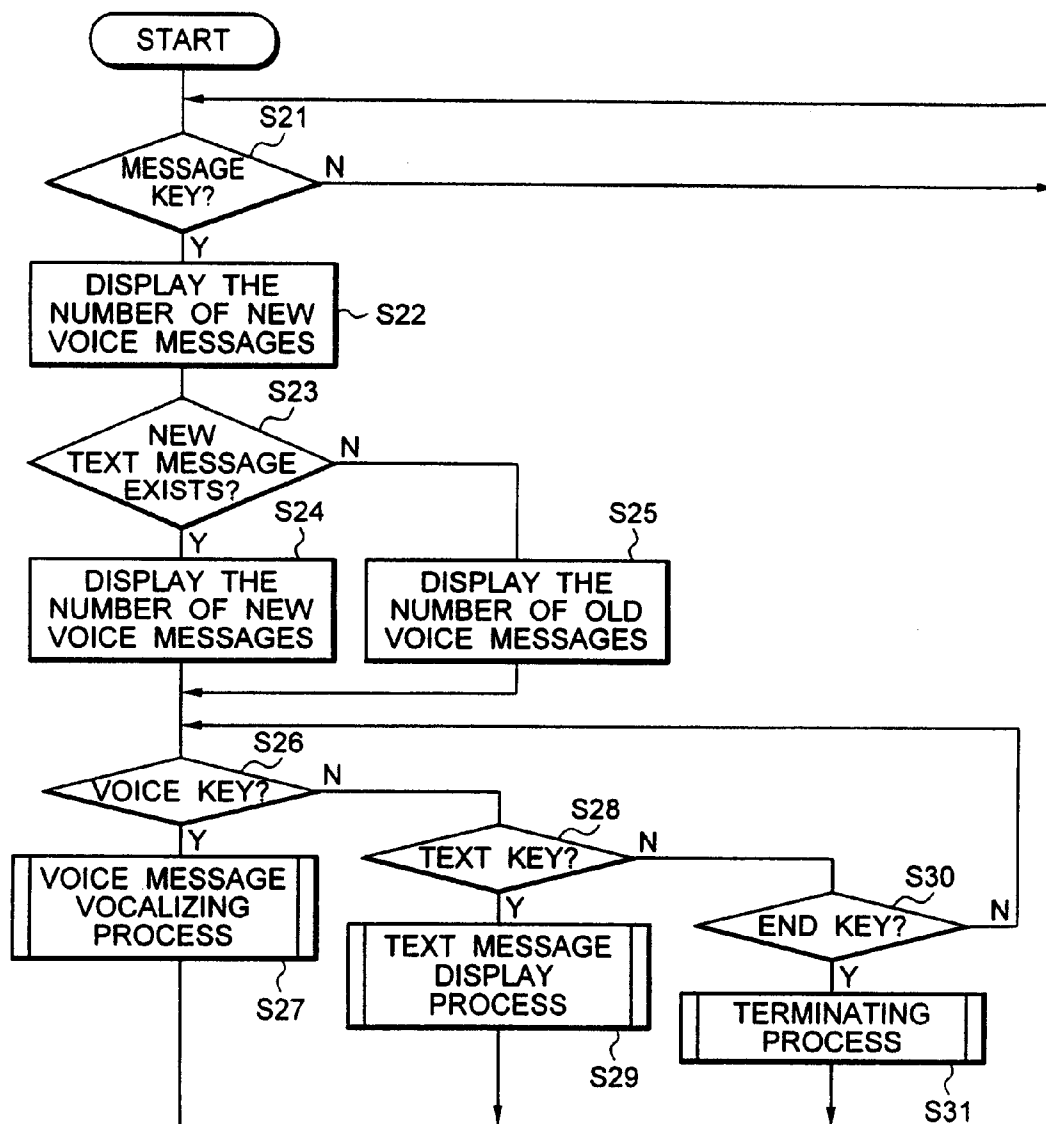 START
S21
MESSAGE
KEY?
N
Y
DISPLAY THE
NUMBER OF NEW
VOICE MESSAGES
S22
S23
NEW
TEXT MESSAGE
EXISTS?
N
Y
S24
DISPLAY THE
NUMBER OF NEW
VOICE MESSAGES
S25
DISPLAY THE
NUMBER OF OLD
VOICE MESSAGES
S26
VOICE KEY?
N
Y
VOICE MESSAGE
VOCALIZING
PROCESS
S27
S28
TEXT KEY?
N
Y
TEXT MESSAGE
DISPLAY
PROCESS
S29
S30
END KEY?
N
Y
TERMINATING
PROCESS
S31